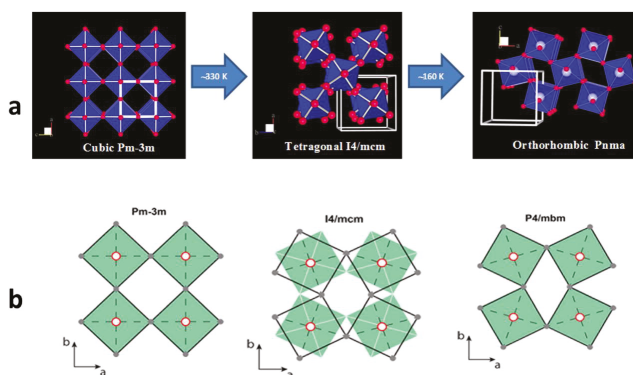 a
~330 K
~160 K
Cubic Pm-3m
Tetragonal I4/mcm
Orthorhombic Pnma
b
Pm-3m
I4/mcm
P4/mbm
b
a
b
a
b
a